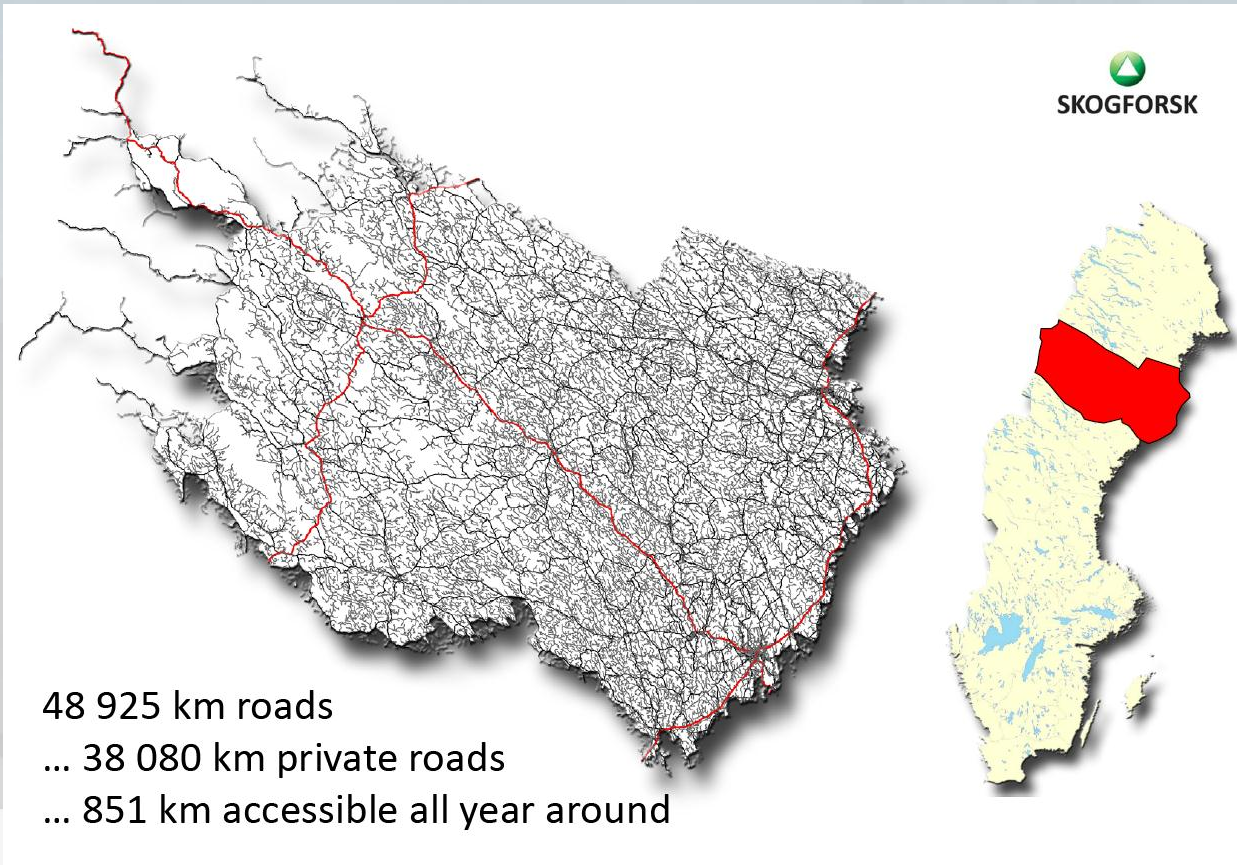 SKOGFORSK
48 925 km roads
... 38 080 km private roads
... 851 km accessible all year around